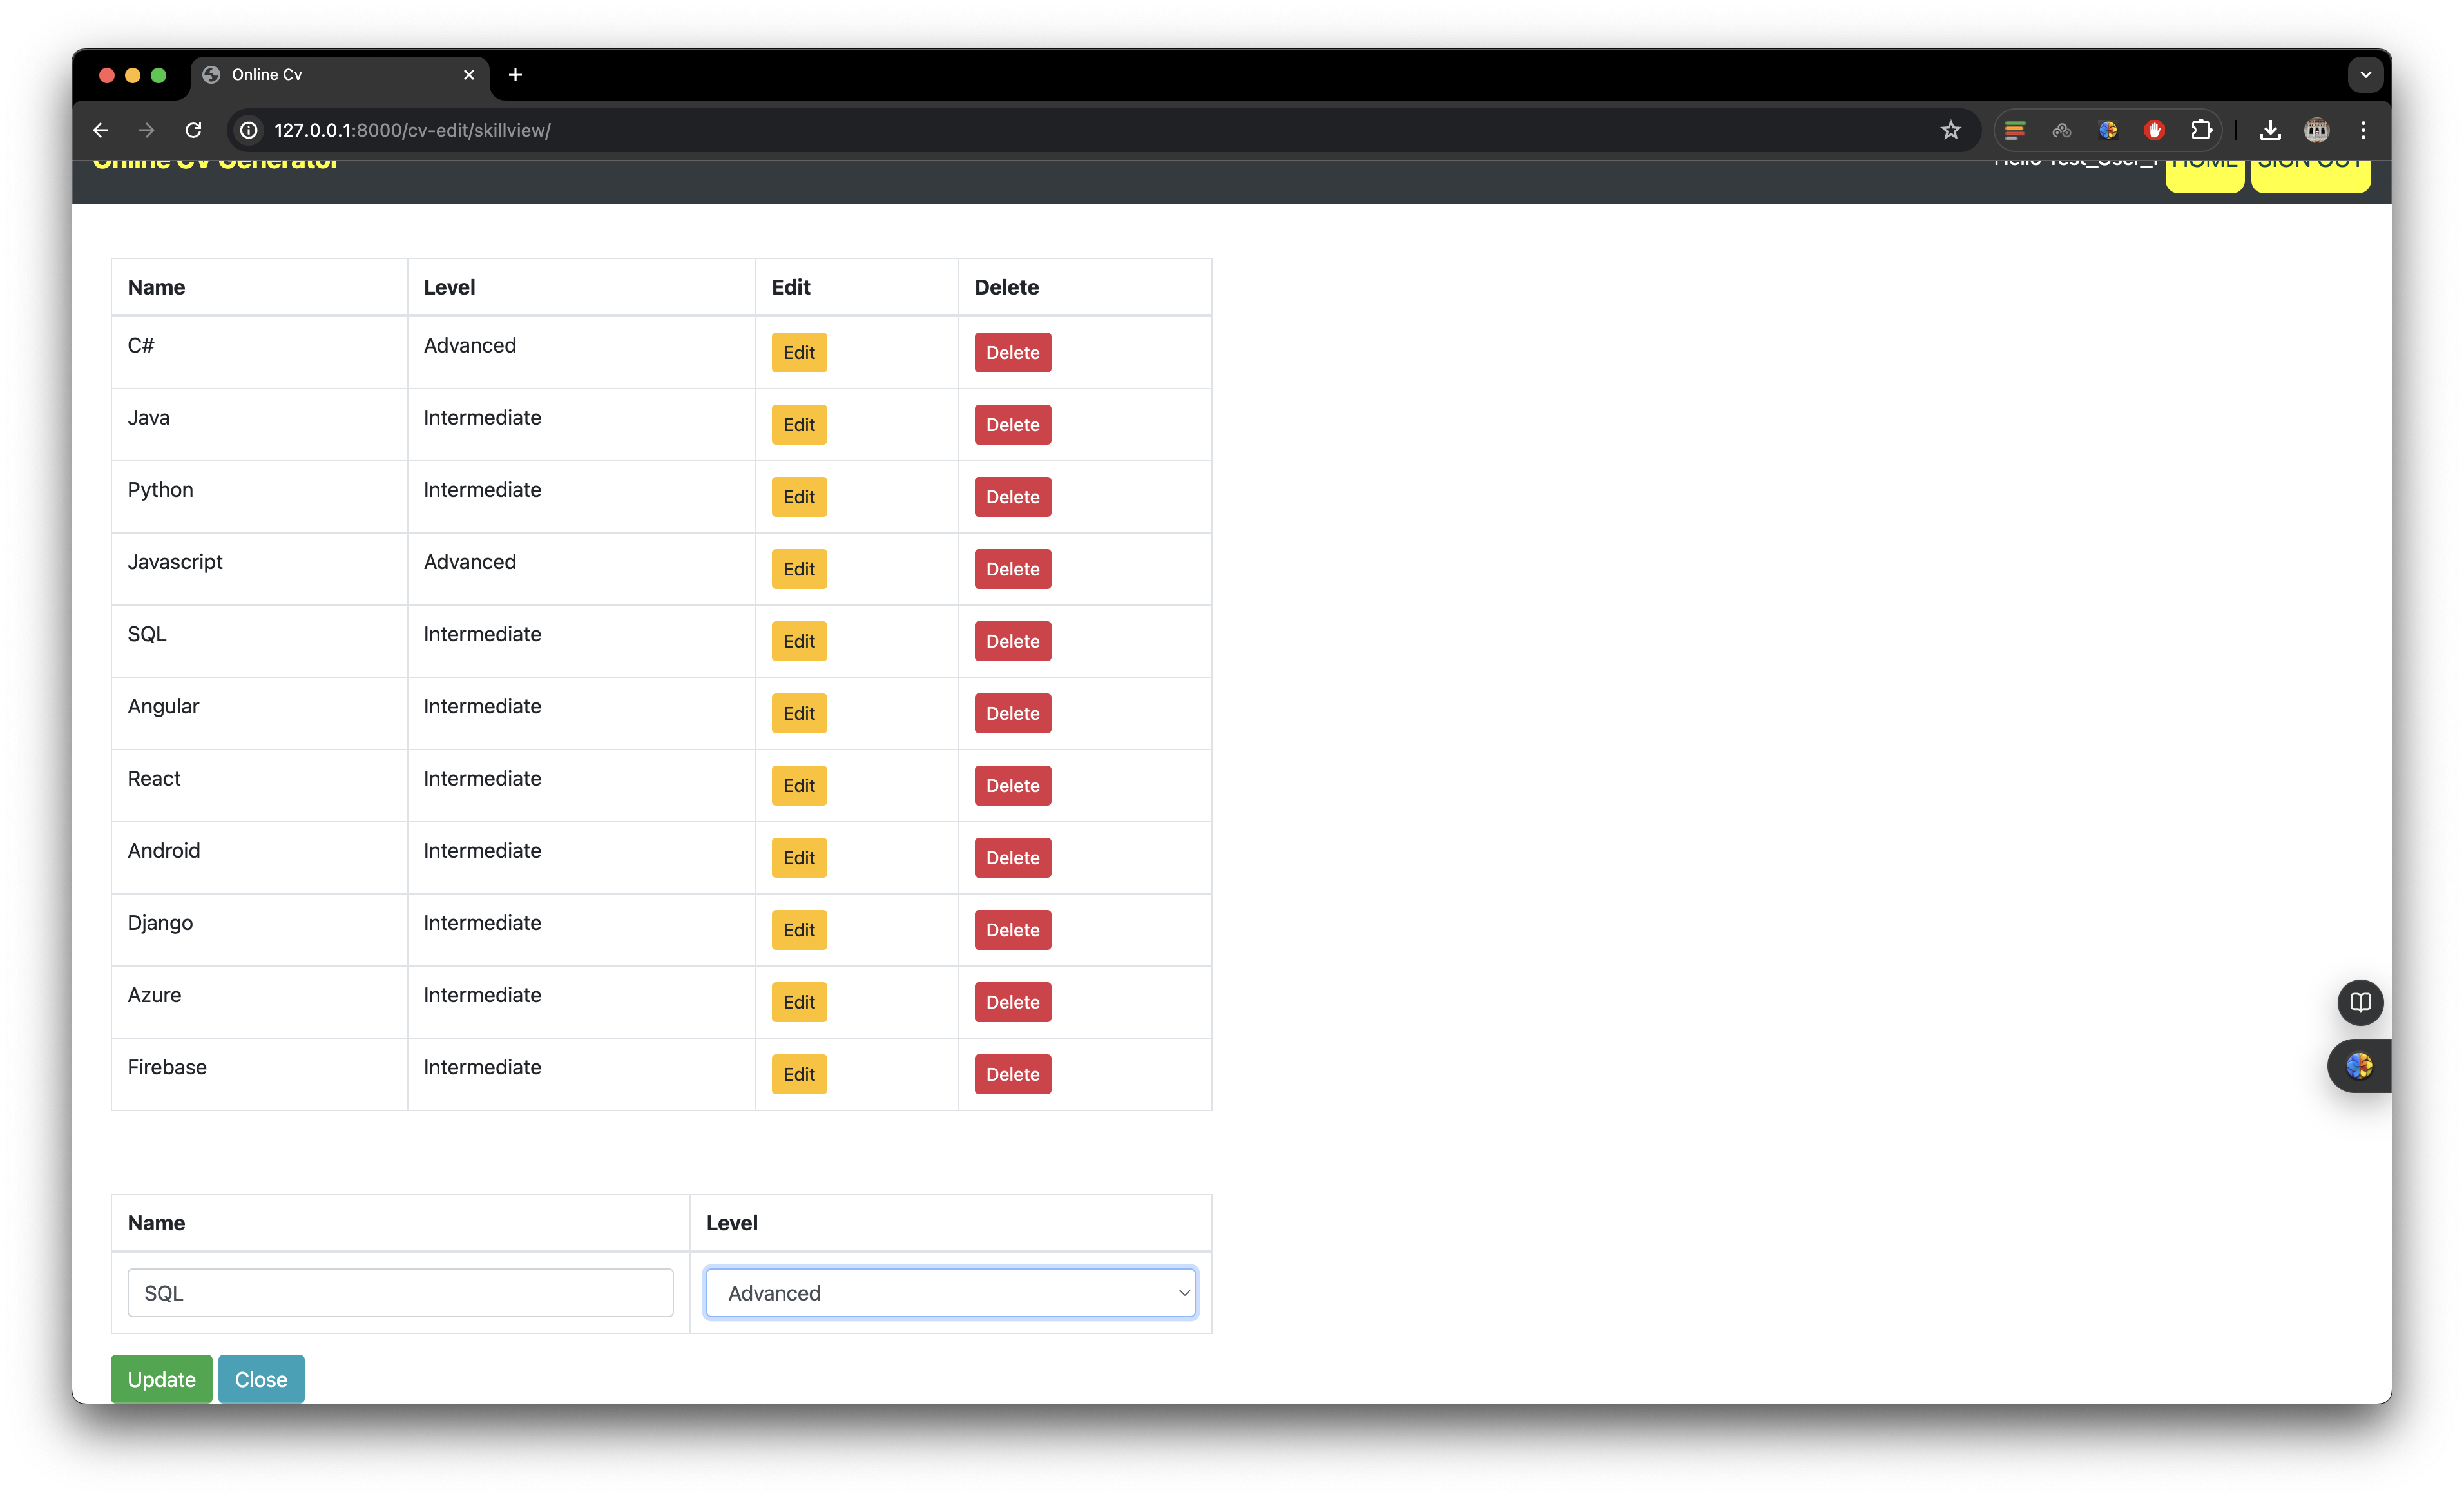 Online Cv
127.0.0.1:8000/cv-edit/skillview/
Online CV Generator
Hello Test_User_ HOME SIGN OUT
Name Level Edit Delete
C# Advanced Edit Delete
Java Intermediate Edit Delete
Python Intermediate Edit Delete
Javascript Advanced Edit Delete
SQL Intermediate Edit Delete
Angular Intermediate Edit Delete
React Intermediate Edit Delete
Android Intermediate Edit Delete
Django Intermediate Edit Delete
Azure Intermediate Edit Delete
Firebase Intermediate Edit Delete
Name Level
SQL Advanced
Update Close